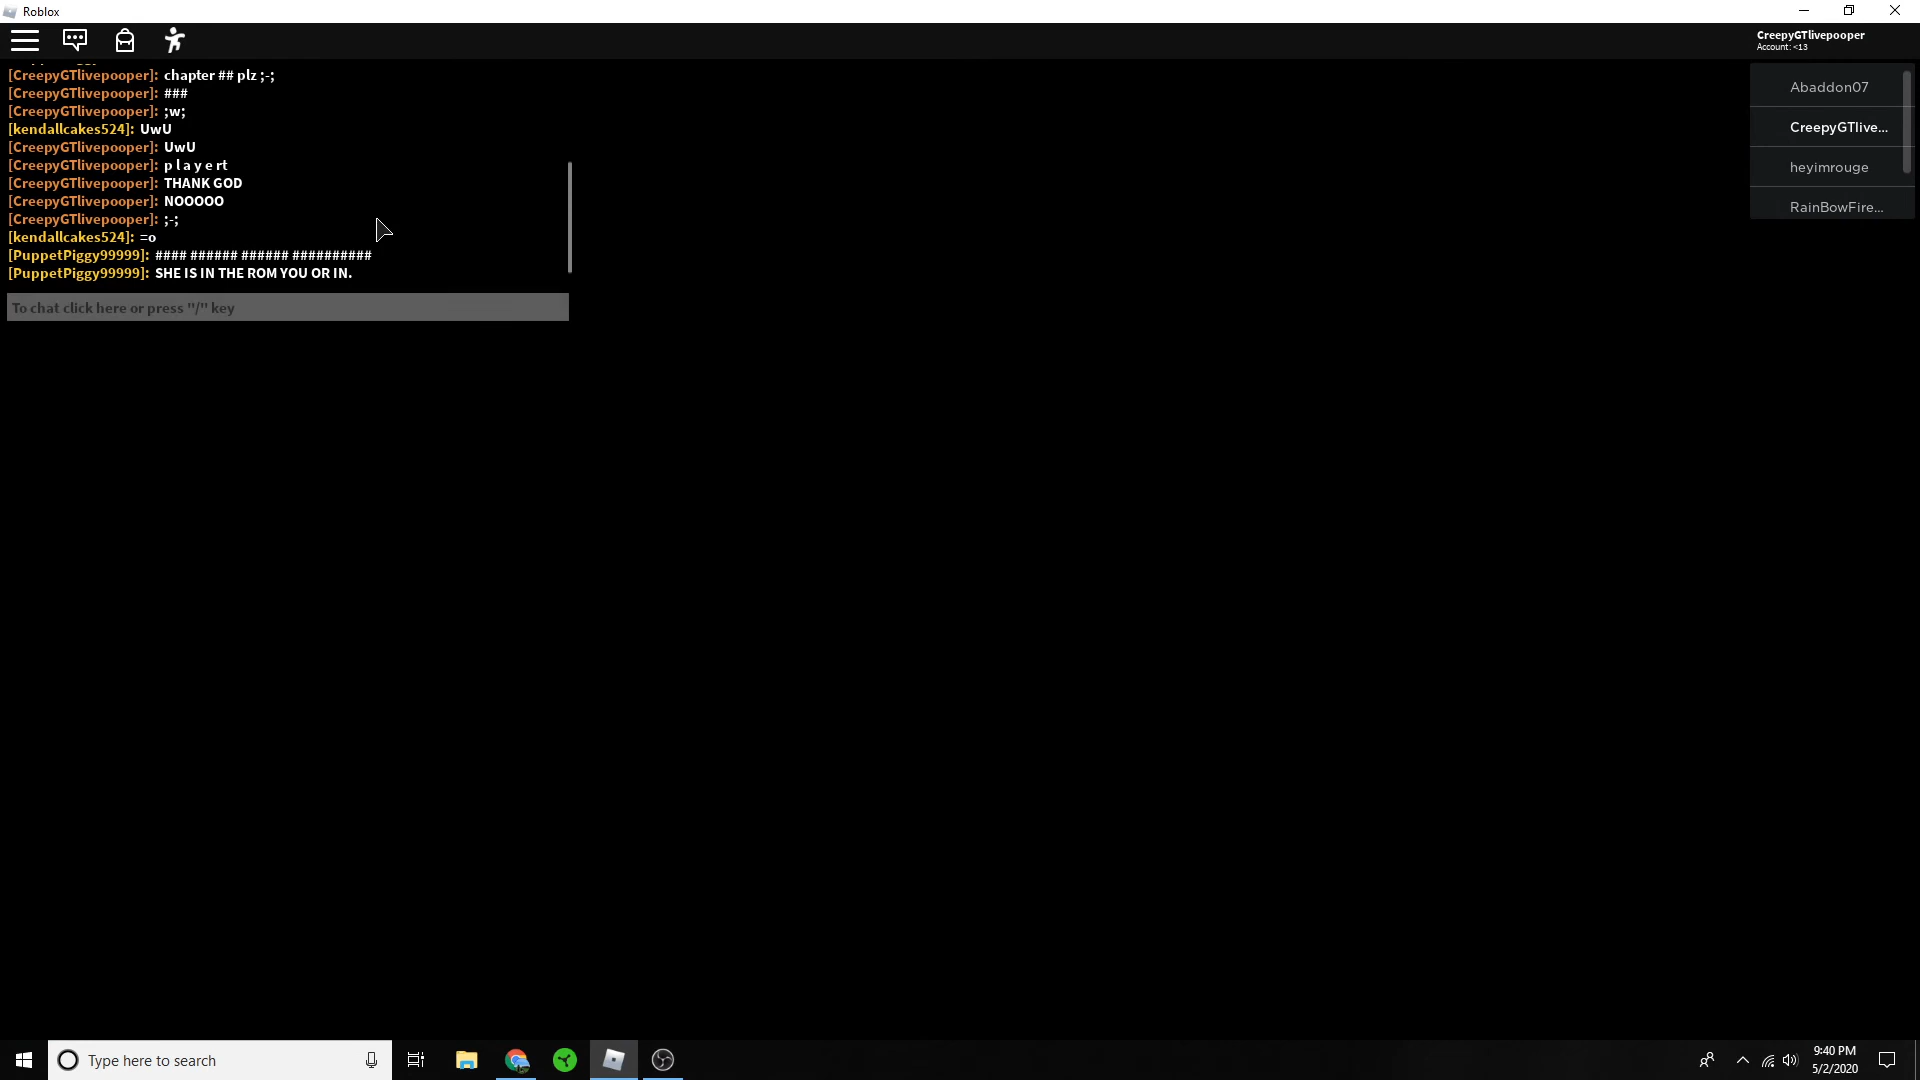 Roblox
CreepyGTlivepooper
Account: <13
[CreepyGTlivepooper]: chapter ## plz ;-;
[CreepyGTlivepooper]: ###
[CreepyGTlivepooper]: ;w;
[kendallcakes524]: UwU
[CreepyGTlivepooper]: UwU
[CreepyGTlivepooper]: p l a y e rt
[CreepyGTlivepooper]: THANK GOD
[CreepyGTlivepooper]: NOOOOO
[CreepyGTlivepooper]: ;-;
[kendallcakes524]: =o
[PuppetPiggy99999]: #### ###### ###### ##########
[PuppetPiggy99999]: SHE IS IN THE ROM YOU OR IN.
To chat click here or press "/" key
Abaddon07
CreepyGTlive...
heyimrouge
RainBowFire...
Type here to search
9:40 PM
5/2/2020